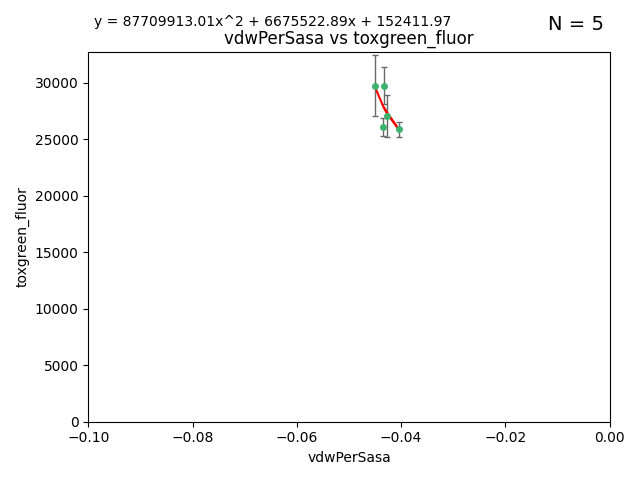 y = 87709913.01x^2 + 6675522.89x + 152411.97
N = 5
vdwPerSasa vs toxgreen_fluor
toxgreen_fluor
30000
25000
20000
15000
10000
5000
0
−0.10
−0.08
−0.06
−0.04
−0.02
0.00
vdwPerSasa